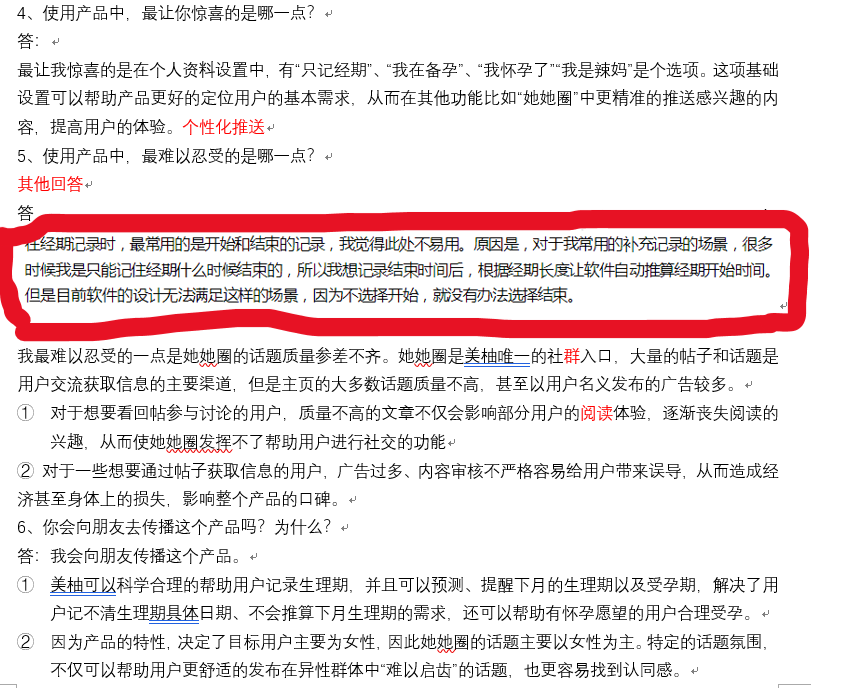 4、使用产品中，最让你惊喜的是哪一点？
答：
最让我惊喜的是在个人资料设置中，有“只记经期”、“我在备孕”、“我怀孕了”“我是辣妈”是个选项。这项基础
设置可以帮助产品更好的定位用户的基本需求，从而在其他功能比如“她她圈”中更精准的推送感兴趣的内
容，提高用户的体验。个性化推送
5、使用产品中，最难以忍受的是哪一点？
其他回答
答
在经期记录时，最常用的是开始和结束的记录，我觉得此处不易用。原因是，对于我常用的补充记录的场景，很多
时候我是只能记住经期什么时候结束的，所以我想记录结束时间后，根据经期长度让软件自动推算经期开始时间。
但是目前软件的设计无法满足这样的场景，因为不选择开始，就没有办法选择结束。
我最难以忍受的一点是她她圈的话题质量参差不齐。她她圈是美柚唯一的社群入口，大量的帖子和话题是
用户交流获取信息的主要渠道，但是主页的大多数话题质量不高，甚至以用户名义发布的广告较多。
① 对于想要看回帖参与讨论的用户，质量不高的文章不仅会影响部分用户的阅读体验，逐渐丧失阅读的
兴趣，从而使她她圈发挥不了帮助用户进行社交的功能
② 对于一些想要通过帖子获取信息的用户，广告过多、内容审核不严格容易给用户带来误导，从而造成经
济甚至身体上的损失，影响整个产品的口碑。
6、你会向朋友去传播这个产品吗？为什么？
答：我会向朋友传播这个产品。
① 美柚可以科学合理的帮助用户记录生理期，并且可以预测、提醒下月的生理期以及受孕期，解决了用
户记不清生理期具体日期、不会推算下月生理期的需求，还可以帮助有怀孕愿望的用户合理受孕。
② 因为产品的特性，决定了目标用户主要为女性，因此她她圈的话题主要以女性为主。特定的话题氛围，
不仅可以帮助用户更舒适的发布在异性群体中“难以启齿”的话题，也更容易找到认同感。